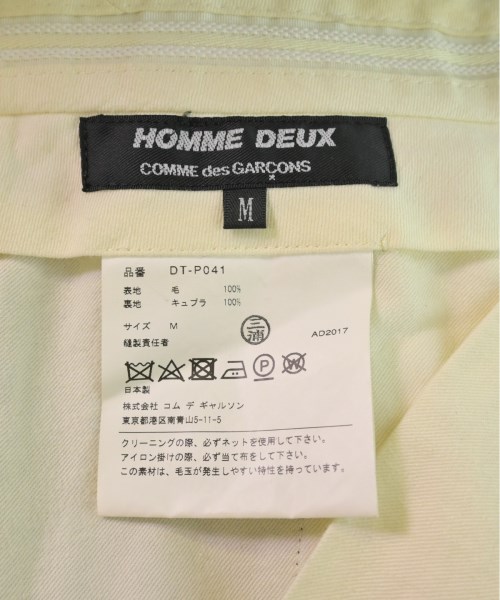 HOMME DEUX
COMME des GARÇONS
M
品番 DT-P041
表地 毛 100%
裏地 キュプラ 100%
サイズ M
縫製責任者 三浦 AD2017
日本製
株式会社 コム デ ギャルソン
東京都港区南青山5-11-5
クリーニングの際、必ずネットを使用して下さい。
アイロン掛けの際、必ず当て布をして下さい。
この素材は、毛玉が発生しやすい特性を持っています。